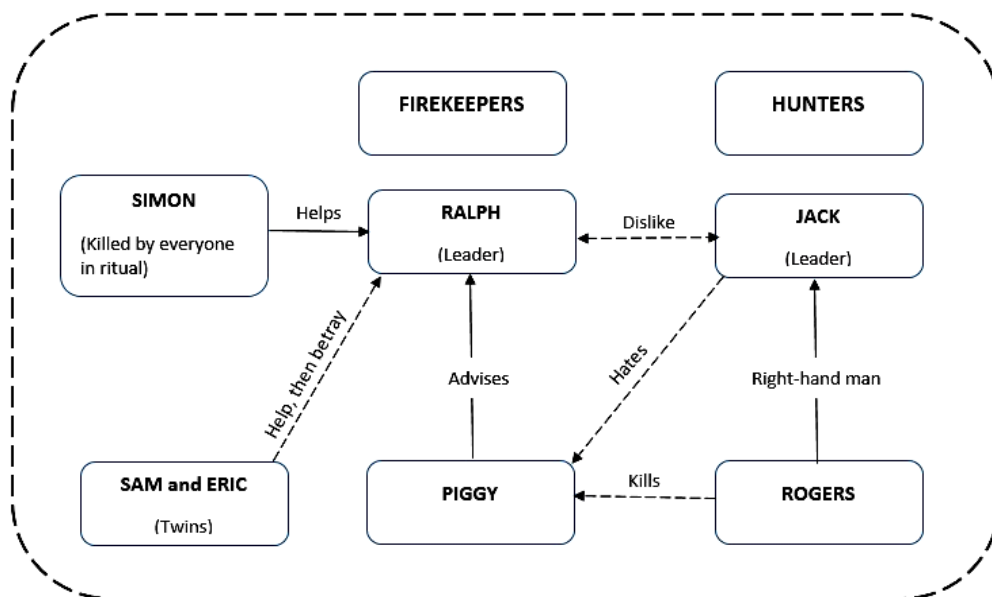 FIREKEEPERS
HUNTERS
SIMON
(Killed by everyone
in ritual)
Helps
RALPH
(Leader)
Dislike
JACK
(Leader)
Help, then betray
Advises
Hates
Right-hand man
SAM and ERIC
(Twins)
PIGGY
Kills
ROGERS